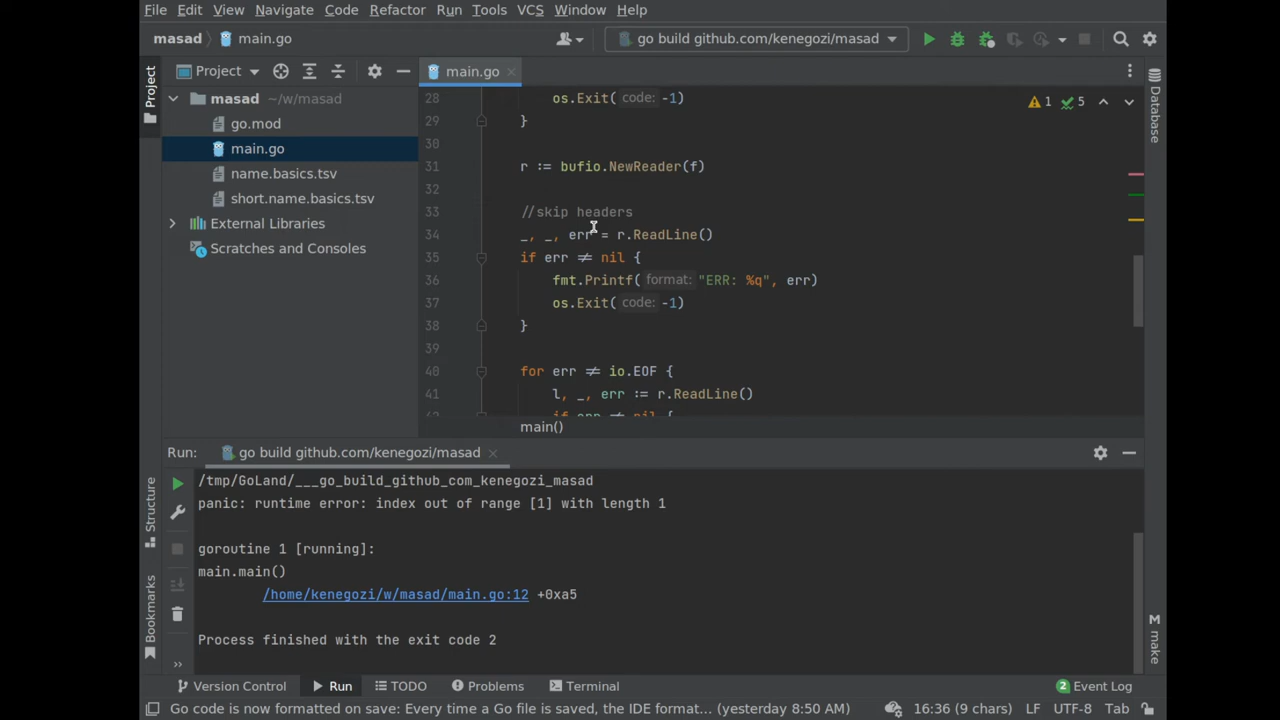 File Edit View Navigate Code Refactor Run Tools VCS Window Help
masad main.go go build github.com/kenegozi/masad
Project main.go
Project
masad ~/w/masad
go.mod
main.go
name.basics.tsv
short.name.basics.tsv
External Libraries
Scratches and Consoles
1 5
28 os.Exit( code: -1)
29 }
30
31 r := bufio.NewReader(f)
32
33 //skip headers
34 _, _, err = r.ReadLine()
35 if err ≠ nil {
36 fmt.Printf( format: "ERR: %q", err)
37 os.Exit( code: -1)
38 }
39
40 for err ≠ io.EOF {
41 l, _, err := r.ReadLine()
42 if err ≠ nil {
main()
Database
make
Run: go build github.com/kenegozi/masad
/tmp/GoLand/___go_build_github_com_kenegozi_masad
panic: runtime error: index out of range [1] with length 1
goroutine 1 [running]:
main.main()
/home/kenegozi/w/masad/main.go:12 +0xa5
Process finished with the exit code 2
Structure
Bookmarks
Version Control Run TODO Problems Terminal 2 Event Log
Go code is now formatted on save: Every time a Go file is saved, the IDE format... (yesterday 8:50 AM) 16:36 (9 chars) LF UTF-8 Tab